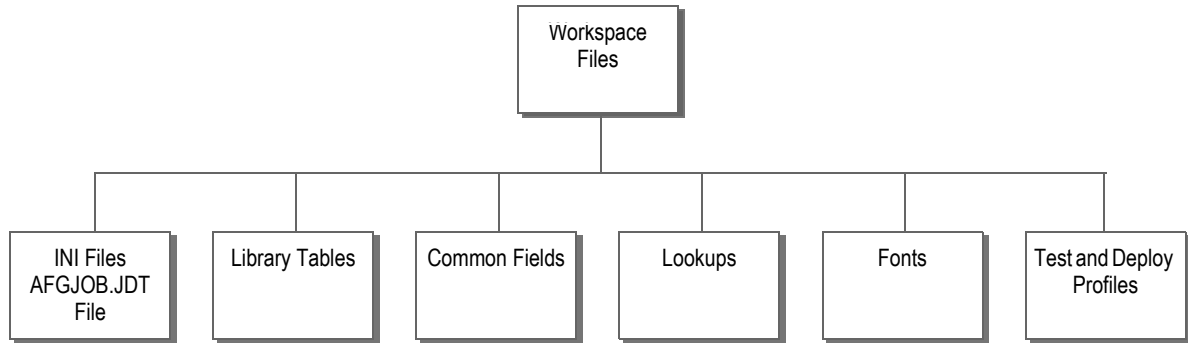 Workspace
Files
INI Files
AFGJOB.JDT
File
Library Tables
Common Fields
Lookups
Fonts
Test and Deploy
Profiles